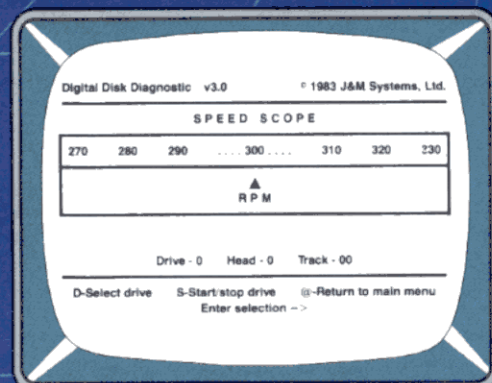 Digital Disk Diagnostic v3.0 © 1983 J&M Systems, Ltd.
SPEED SCOPE
270 280 290 ....300.... 310 320 230
RPM
Drive - 0 Head - 0 Track - 00
D-Select drive S-Start/stop drive @-Return to main menu
Enter selection -->